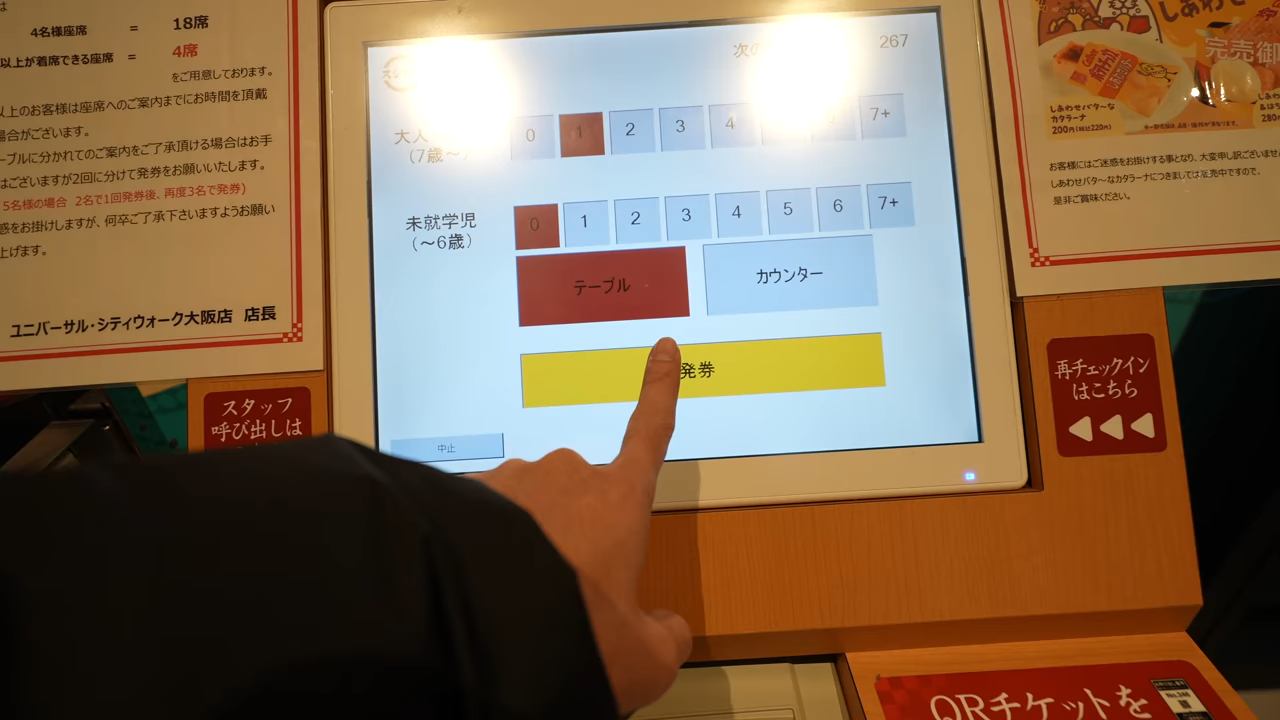 4名様座席 = 18席
以上が着席できる座席 = 4席
をご用意しております。
以上のお客様は座席へのご案内までにお時間を頂戴
場合がございます。
ーブルに分かれてのご案内をご了承頂ける場合はお手
はございますが2回に分けて発券をお願いいたします。
5名様の場合 2名で1回発券後、再度3名で発券)
惑をお掛けしますが、何卒ご了承下さいますようお願い
上げます。
ユニバーサル・シティウォーク大阪店 店長
スタッフ
呼び出しは
次の
267
大人
(7歳～)
0 1 2 3 4 7+
未就学児
(～6歳)
0 1 2 3 4 5 6 7+
テーブル
カウンター
発券
中止
しあわせ
完売御
しあわせバタ～な
カタラーナ
200円(税込220円)
280
お客様にはご迷惑をお掛けする事となり、大変申し訳ございませ
しあわせバタ～なカタラーナにつきましては販売中ですので、
是非ご賞味ください。
再チェックイン
はこちら
QRチケットを